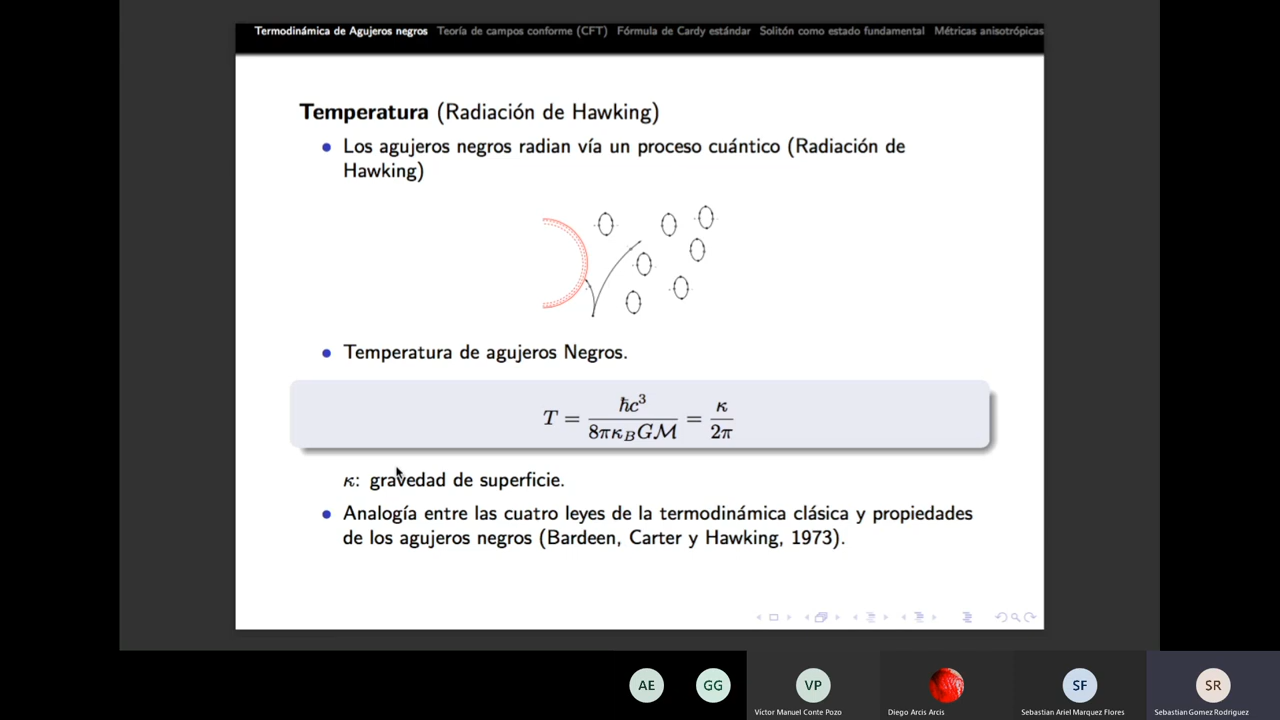 Termodinámica de Agujeros negros Teoría de campos conforme (CFT) Fórmula de Cardy estándar Solitón como estado fundamental Métricas anisotrópicas
Temperatura (Radiación de Hawking)
Los agujeros negros radian vía un proceso cuántico (Radiación de
Hawking)
Temperatura de agujeros Negros.
T = ħc³ / 8πκ_B GM = κ / 2π
κ: gravedad de superficie.
Analogía entre las cuatro leyes de la termodinámica clásica y propiedades
de los agujeros negros (Bardeen, Carter y Hawking, 1973).
AE
GG
VP
SF
SR
Víctor Manuel Conte Pozo
Diego Arcis Arcis
Sebastian Ariel Marquez Flores
Sebastian Gomez Rodriguez